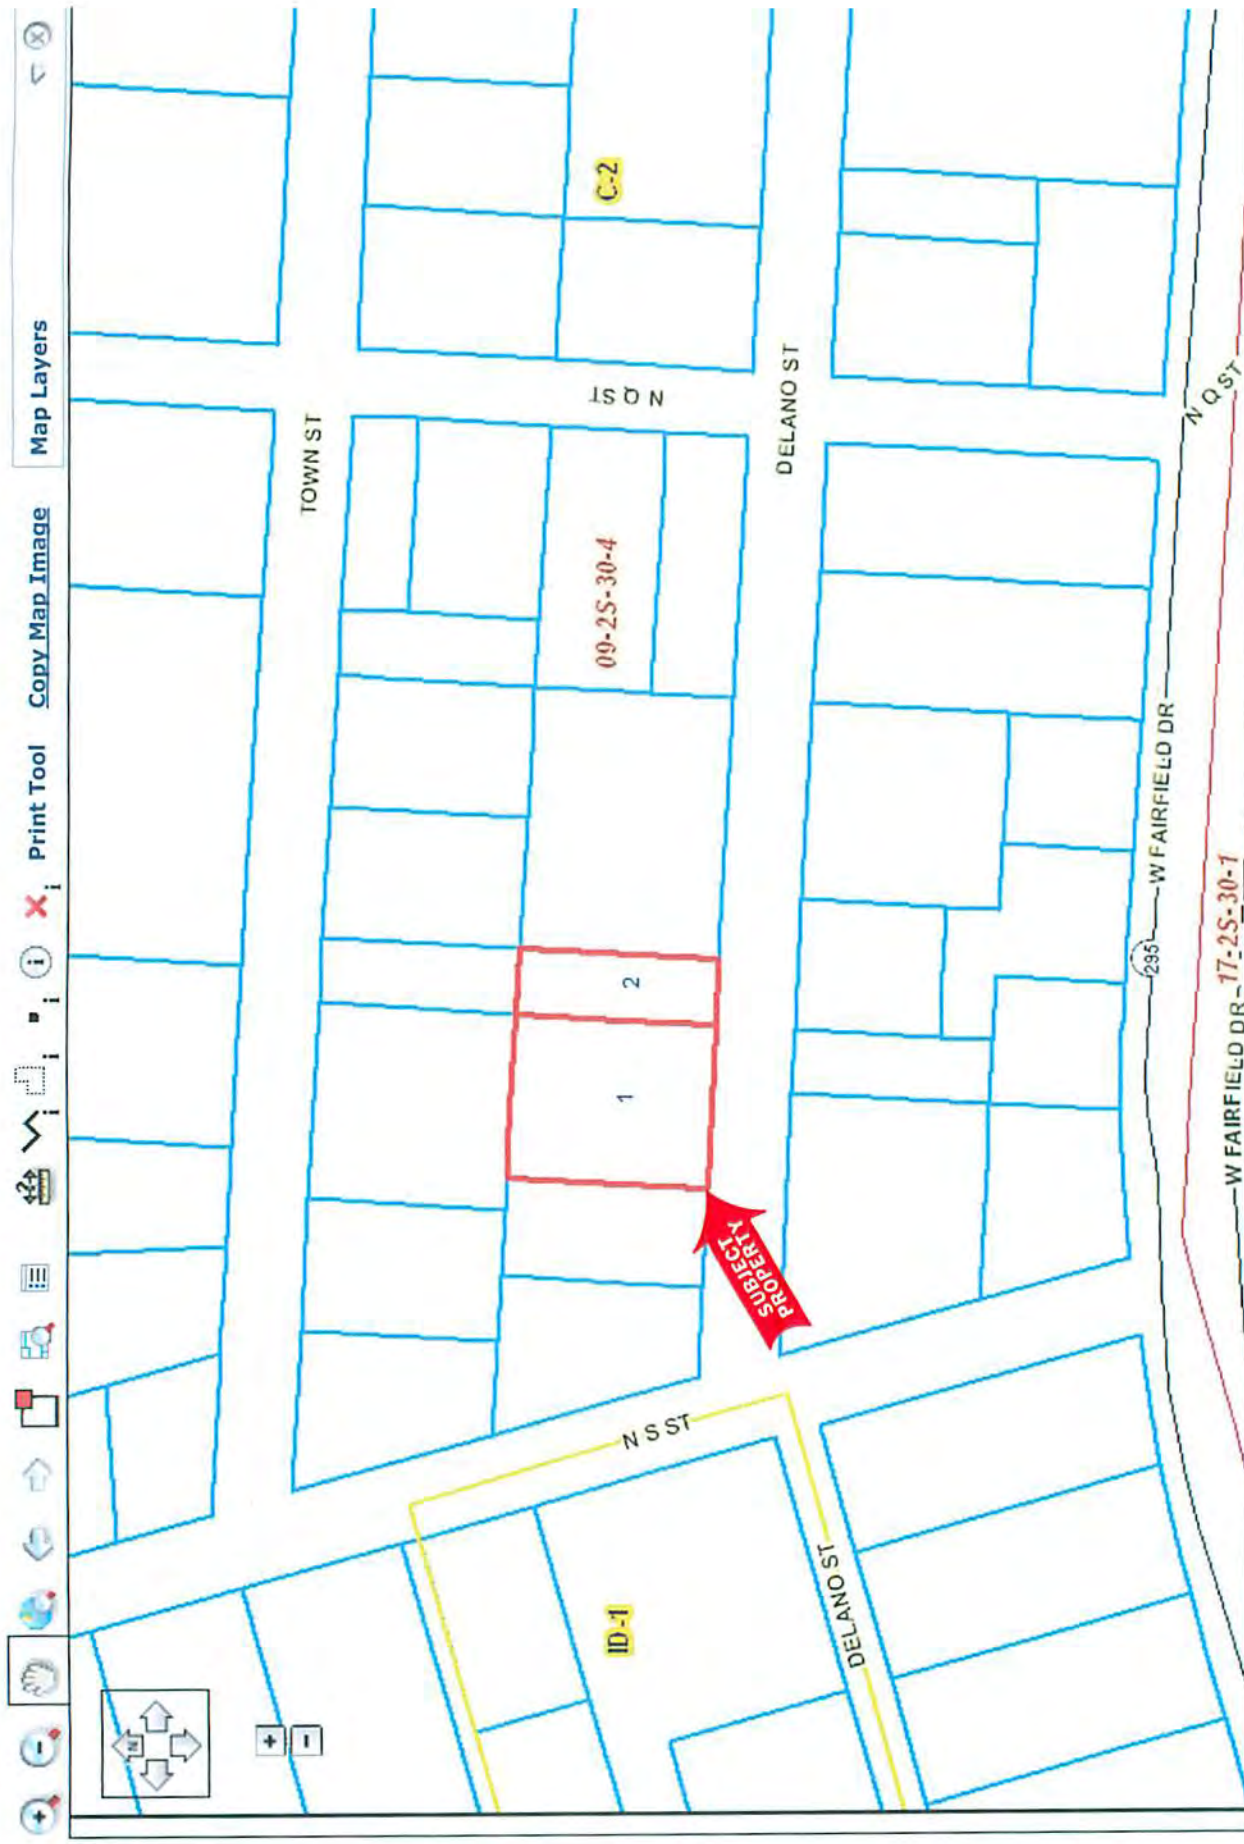 Print Tool
Copy Map Image
Map Layers
N
+
-
TOWN ST
N Q ST
C-2
09-2S-30-4
DELANO ST
1
2
SUBJECT
PROPERTY
N S ST
ID-1
DELANO ST
W FAIRFIELD DR
295
N Q ST
W FAIRFIELD DR
17-2S-30-1